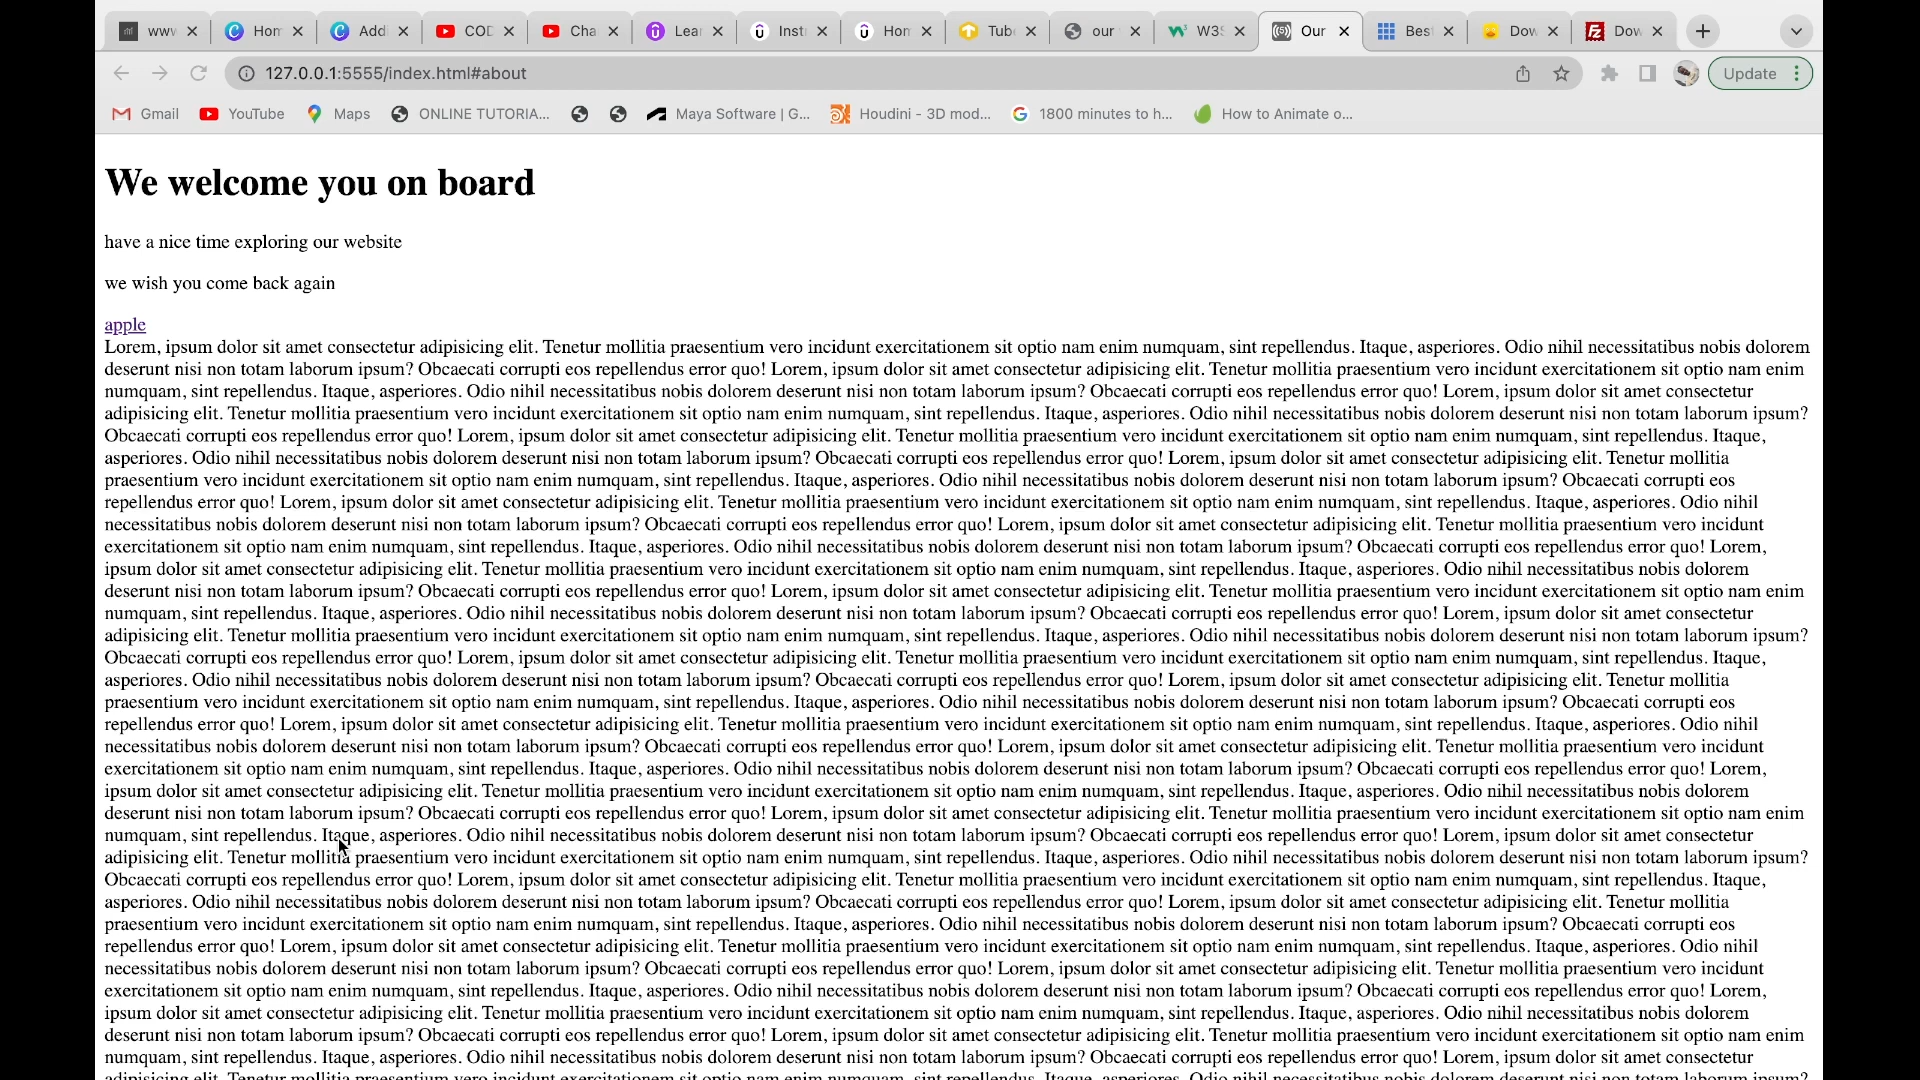 www Hom Add COD Cha Lear Inst Hom Tub our W3S Our Best Dow Dow
127.0.0.1:5555/index.html#about Update
Gmail YouTube Maps ONLINE TUTORIA... Maya Software | G... Houdini - 3D mod... 1800 minutes to h... How to Animate o...
We welcome you on board
have a nice time exploring our website
we wish you come back again
apple
Lorem, ipsum dolor sit amet consectetur adipisicing elit. Tenetur mollitia praesentium vero incidunt exercitationem sit optio nam enim numquam, sint repellendus. Itaque, asperiores. Odio nihil necessitatibus nobis dolorem
deserunt nisi non totam laborum ipsum? Obcaecati corrupti eos repellendus error quo! Lorem, ipsum dolor sit amet consectetur adipisicing elit. Tenetur mollitia praesentium vero incidunt exercitationem sit optio nam enim
numquam, sint repellendus. Itaque, asperiores. Odio nihil necessitatibus nobis dolorem deserunt nisi non totam laborum ipsum? Obcaecati corrupti eos repellendus error quo! Lorem, ipsum dolor sit amet consectetur
adipisicing elit. Tenetur mollitia praesentium vero incidunt exercitationem sit optio nam enim numquam, sint repellendus. Itaque, asperiores. Odio nihil necessitatibus nobis dolorem deserunt nisi non totam laborum ipsum?
Obcaecati corrupti eos repellendus error quo! Lorem, ipsum dolor sit amet consectetur adipisicing elit. Tenetur mollitia praesentium vero incidunt exercitationem sit optio nam enim numquam, sint repellendus. Itaque,
asperiores. Odio nihil necessitatibus nobis dolorem deserunt nisi non totam laborum ipsum? Obcaecati corrupti eos repellendus error quo! Lorem, ipsum dolor sit amet consectetur adipisicing elit. Tenetur mollitia
praesentium vero incidunt exercitationem sit optio nam enim numquam, sint repellendus. Itaque, asperiores. Odio nihil necessitatibus nobis dolorem deserunt nisi non totam laborum ipsum? Obcaecati corrupti eos
repellendus error quo! Lorem, ipsum dolor sit amet consectetur adipisicing elit. Tenetur mollitia praesentium vero incidunt exercitationem sit optio nam enim numquam, sint repellendus. Itaque, asperiores. Odio nihil
necessitatibus nobis dolorem deserunt nisi non totam laborum ipsum? Obcaecati corrupti eos repellendus error quo! Lorem, ipsum dolor sit amet consectetur adipisicing elit. Tenetur mollitia praesentium vero incidunt
exercitationem sit optio nam enim numquam, sint repellendus. Itaque, asperiores. Odio nihil necessitatibus nobis dolorem deserunt nisi non totam laborum ipsum? Obcaecati corrupti eos repellendus error quo! Lorem,
ipsum dolor sit amet consectetur adipisicing elit. Tenetur mollitia praesentium vero incidunt exercitationem sit optio nam enim numquam, sint repellendus. Itaque, asperiores. Odio nihil necessitatibus nobis dolorem
deserunt nisi non totam laborum ipsum? Obcaecati corrupti eos repellendus error quo! Lorem, ipsum dolor sit amet consectetur adipisicing elit. Tenetur mollitia praesentium vero incidunt exercitationem sit optio nam enim
numquam, sint repellendus. Itaque, asperiores. Odio nihil necessitatibus nobis dolorem deserunt nisi non totam laborum ipsum? Obcaecati corrupti eos repellendus error quo! Lorem, ipsum dolor sit amet consectetur
adipisicing elit. Tenetur mollitia praesentium vero incidunt exercitationem sit optio nam enim numquam, sint repellendus. Itaque, asperiores. Odio nihil necessitatibus nobis dolorem deserunt nisi non totam laborum ipsum?
Obcaecati corrupti eos repellendus error quo! Lorem, ipsum dolor sit amet consectetur adipisicing elit. Tenetur mollitia praesentium vero incidunt exercitationem sit optio nam enim numquam, sint repellendus. Itaque,
asperiores. Odio nihil necessitatibus nobis dolorem deserunt nisi non totam laborum ipsum? Obcaecati corrupti eos repellendus error quo! Lorem, ipsum dolor sit amet consectetur adipisicing elit. Tenetur mollitia
praesentium vero incidunt exercitationem sit optio nam enim numquam, sint repellendus. Itaque, asperiores. Odio nihil necessitatibus nobis dolorem deserunt nisi non totam laborum ipsum? Obcaecati corrupti eos
repellendus error quo! Lorem, ipsum dolor sit amet consectetur adipisicing elit. Tenetur mollitia praesentium vero incidunt exercitationem sit optio nam enim numquam, sint repellendus. Itaque, asperiores. Odio nihil
necessitatibus nobis dolorem deserunt nisi non totam laborum ipsum? Obcaecati corrupti eos repellendus error quo! Lorem, ipsum dolor sit amet consectetur adipisicing elit. Tenetur mollitia praesentium vero incidunt
exercitationem sit optio nam enim numquam, sint repellendus. Itaque, asperiores. Odio nihil necessitatibus nobis dolorem deserunt nisi non totam laborum ipsum? Obcaecati corrupti eos repellendus error quo! Lorem,
ipsum dolor sit amet consectetur adipisicing elit. Tenetur mollitia praesentium vero incidunt exercitationem sit optio nam enim numquam, sint repellendus. Itaque, asperiores. Odio nihil necessitatibus nobis dolorem
deserunt nisi non totam laborum ipsum? Obcaecati corrupti eos repellendus error quo! Lorem, ipsum dolor sit amet consectetur adipisicing elit. Tenetur mollitia praesentium vero incidunt exercitationem sit optio nam enim
numquam, sint repellendus. Itaque, asperiores. Odio nihil necessitatibus nobis dolorem deserunt nisi non totam laborum ipsum? Obcaecati corrupti eos repellendus error quo! Lorem, ipsum dolor sit amet consectetur
adipisicing elit. Tenetur mollitia praesentium vero incidunt exercitationem sit optio nam enim numquam, sint repellendus. Itaque, asperiores. Odio nihil necessitatibus nobis dolorem deserunt nisi non totam laborum ipsum?
Obcaecati corrupti eos repellendus error quo! Lorem, ipsum dolor sit amet consectetur adipisicing elit. Tenetur mollitia praesentium vero incidunt exercitationem sit optio nam enim numquam, sint repellendus. Itaque,
asperiores. Odio nihil necessitatibus nobis dolorem deserunt nisi non totam laborum ipsum? Obcaecati corrupti eos repellendus error quo! Lorem, ipsum dolor sit amet consectetur adipisicing elit. Tenetur mollitia
praesentium vero incidunt exercitationem sit optio nam enim numquam, sint repellendus. Itaque, asperiores. Odio nihil necessitatibus nobis dolorem deserunt nisi non totam laborum ipsum? Obcaecati corrupti eos
repellendus error quo! Lorem, ipsum dolor sit amet consectetur adipisicing elit. Tenetur mollitia praesentium vero incidunt exercitationem sit optio nam enim numquam, sint repellendus. Itaque, asperiores. Odio nihil
necessitatibus nobis dolorem deserunt nisi non totam laborum ipsum? Obcaecati corrupti eos repellendus error quo! Lorem, ipsum dolor sit amet consectetur adipisicing elit. Tenetur mollitia praesentium vero incidunt
exercitationem sit optio nam enim numquam, sint repellendus. Itaque, asperiores. Odio nihil necessitatibus nobis dolorem deserunt nisi non totam laborum ipsum? Obcaecati corrupti eos repellendus error quo! Lorem,
ipsum dolor sit amet consectetur adipisicing elit. Tenetur mollitia praesentium vero incidunt exercitationem sit optio nam enim numquam, sint repellendus. Itaque, asperiores. Odio nihil necessitatibus nobis dolorem
deserunt nisi non totam laborum ipsum? Obcaecati corrupti eos repellendus error quo! Lorem, ipsum dolor sit amet consectetur adipisicing elit. Tenetur mollitia praesentium vero incidunt exercitationem sit optio nam enim
numquam, sint repellendus. Itaque, asperiores. Odio nihil necessitatibus nobis dolorem deserunt nisi non totam laborum ipsum? Obcaecati corrupti eos repellendus error quo! Lorem, ipsum dolor sit amet consectetur
adipisicing elit. Tenetur mollitia praesentium vero incidunt exercitationem sit optio nam enim numquam, sint repellendus. Itaque, asperiores. Odio nihil necessitatibus nobis dolorem deserunt nisi non totam laborum ipsum?